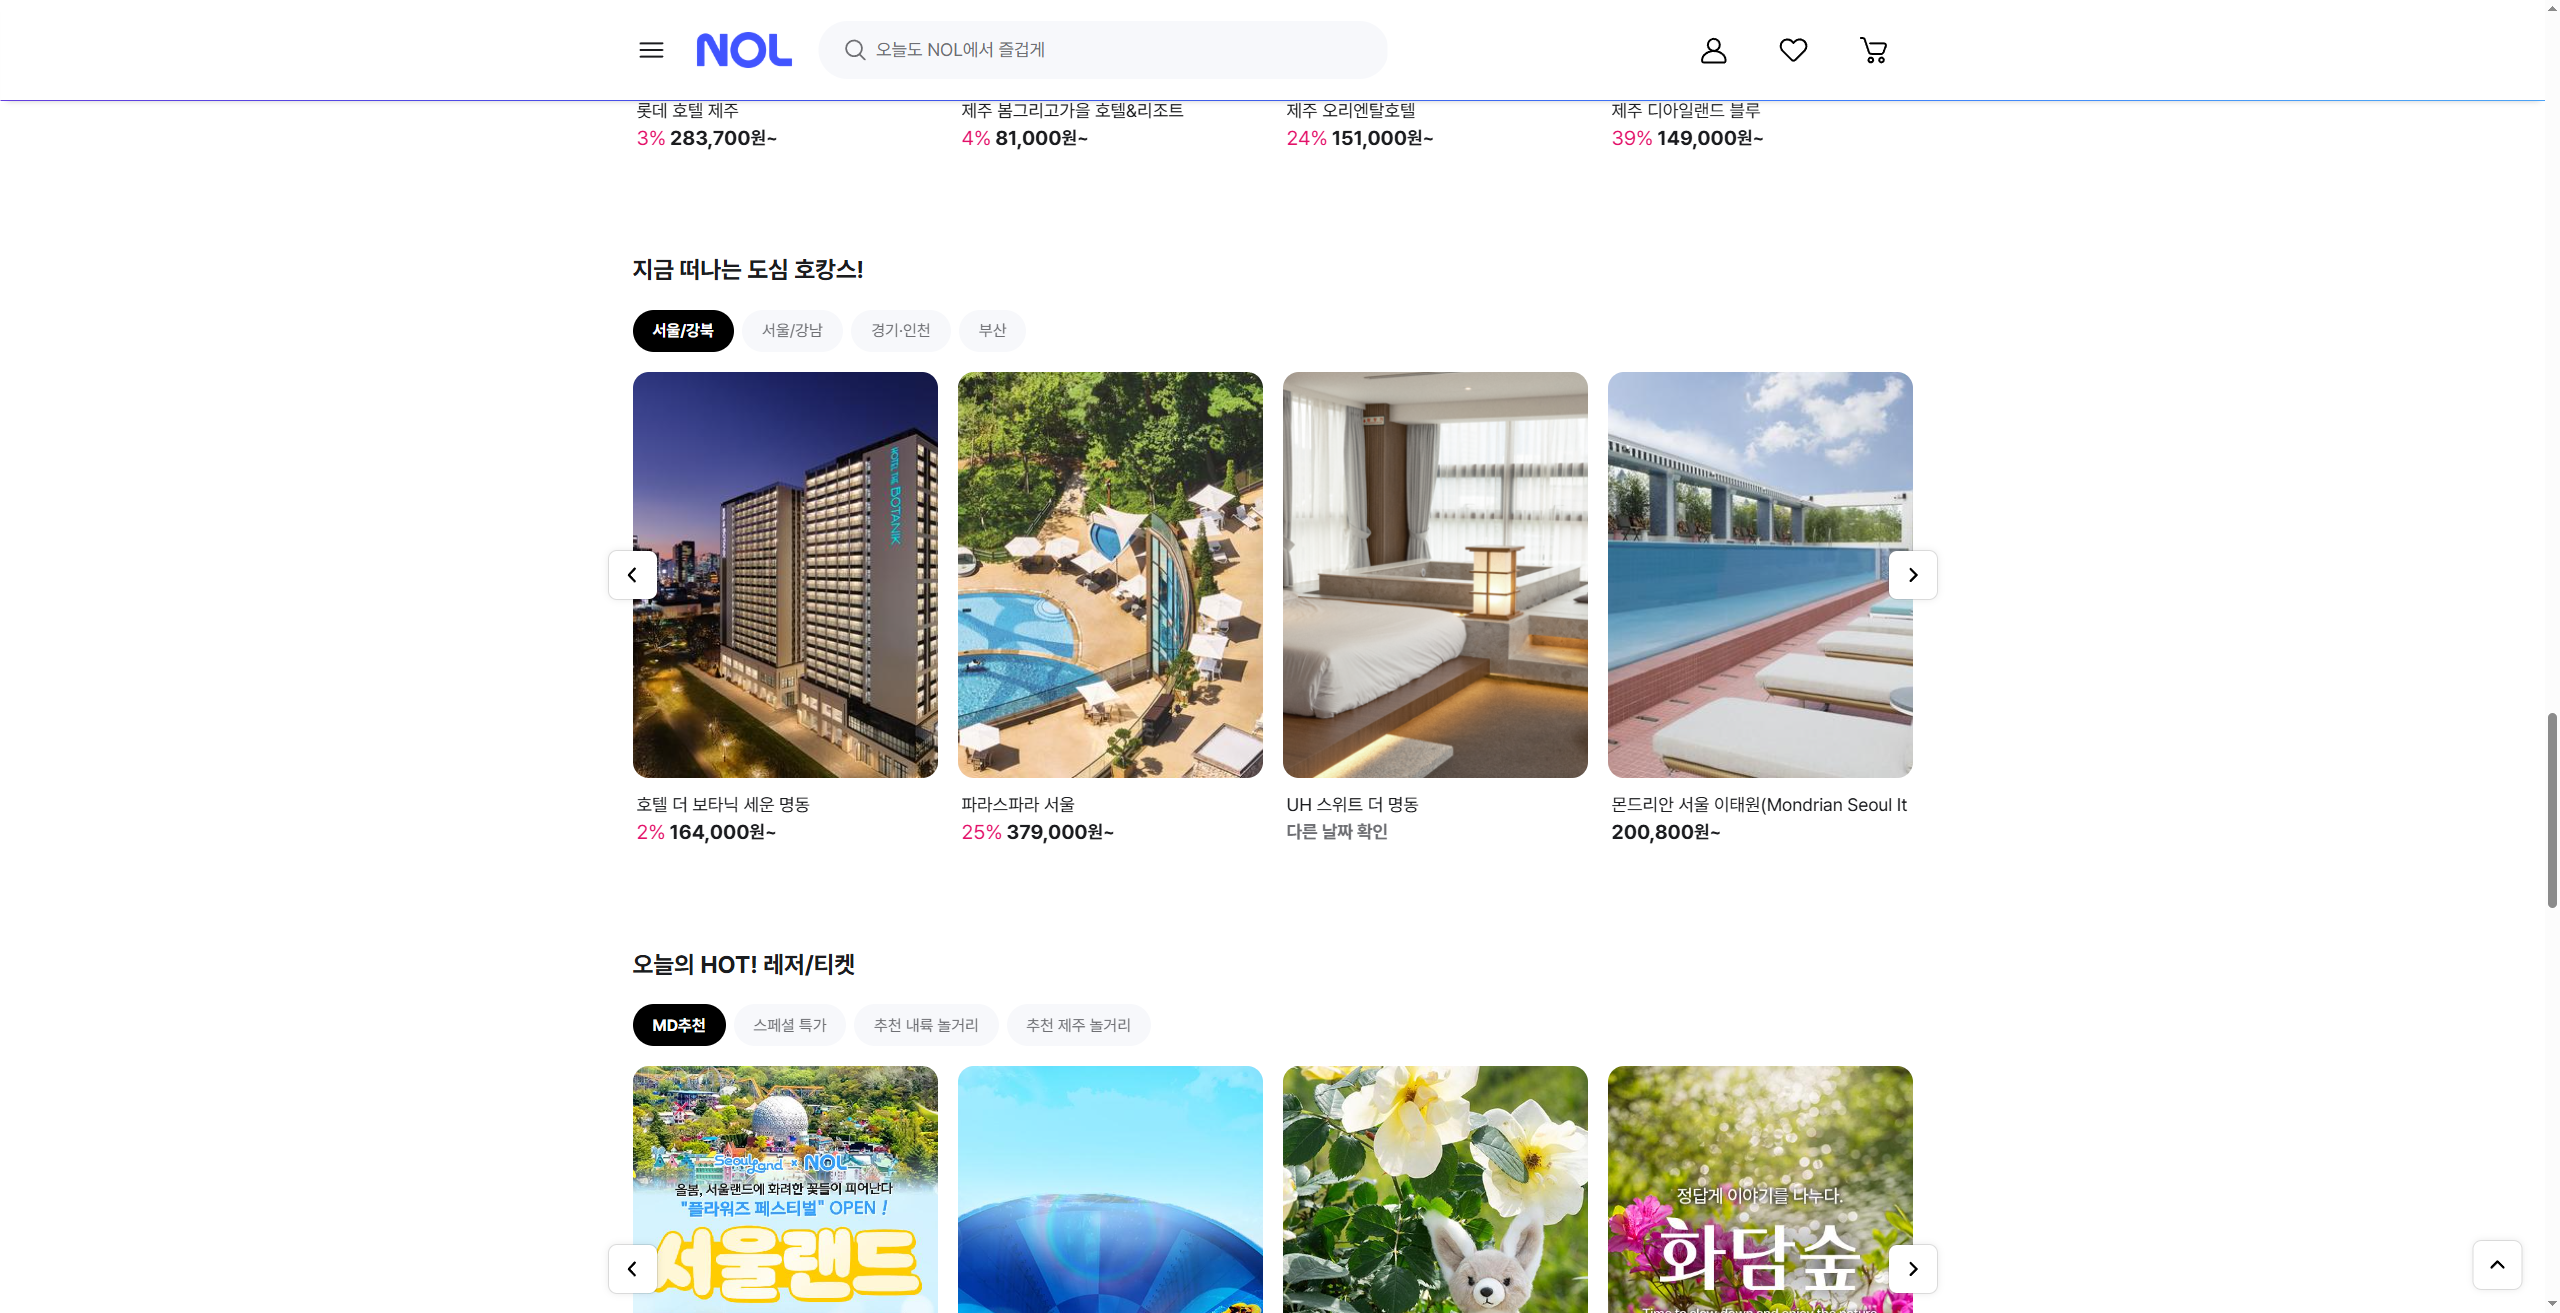 NOL
오늘도 NOL에서 즐겁게
롯데 호텔 제주
3% 283,700원~
제주 봄그리고가을 호텔&리조트
4% 81,000원~
제주 오리엔탈호텔
24% 151,000원~
제주 디아일랜드 블루
39% 149,000원~
지금 떠나는 도심 호캉스!
서울/강북
서울/강남
경기·인천
부산
HOTEL THE BOTANIK
호텔 더 보타닉 세운 명동
2% 164,000원~
파라스파라 서울
25% 379,000원~
UH 스위트 더 명동
다른 날짜 확인
몬드리안 서울 이태원(Mondrian Seoul It
200,800원~
오늘의 HOT! 레저/티켓
MD추천
스페셜 특가
추천 내륙 놀거리
추천 제주 놀거리
SeoulLand × NOL
올봄, 서울랜드에 화려한 꽃들이 피어난다
"플라워즈 페스티벌" OPEN !
서울랜드
정답게 이야기를 나누다.
화담숲
Time to slow down and enjoy the nature